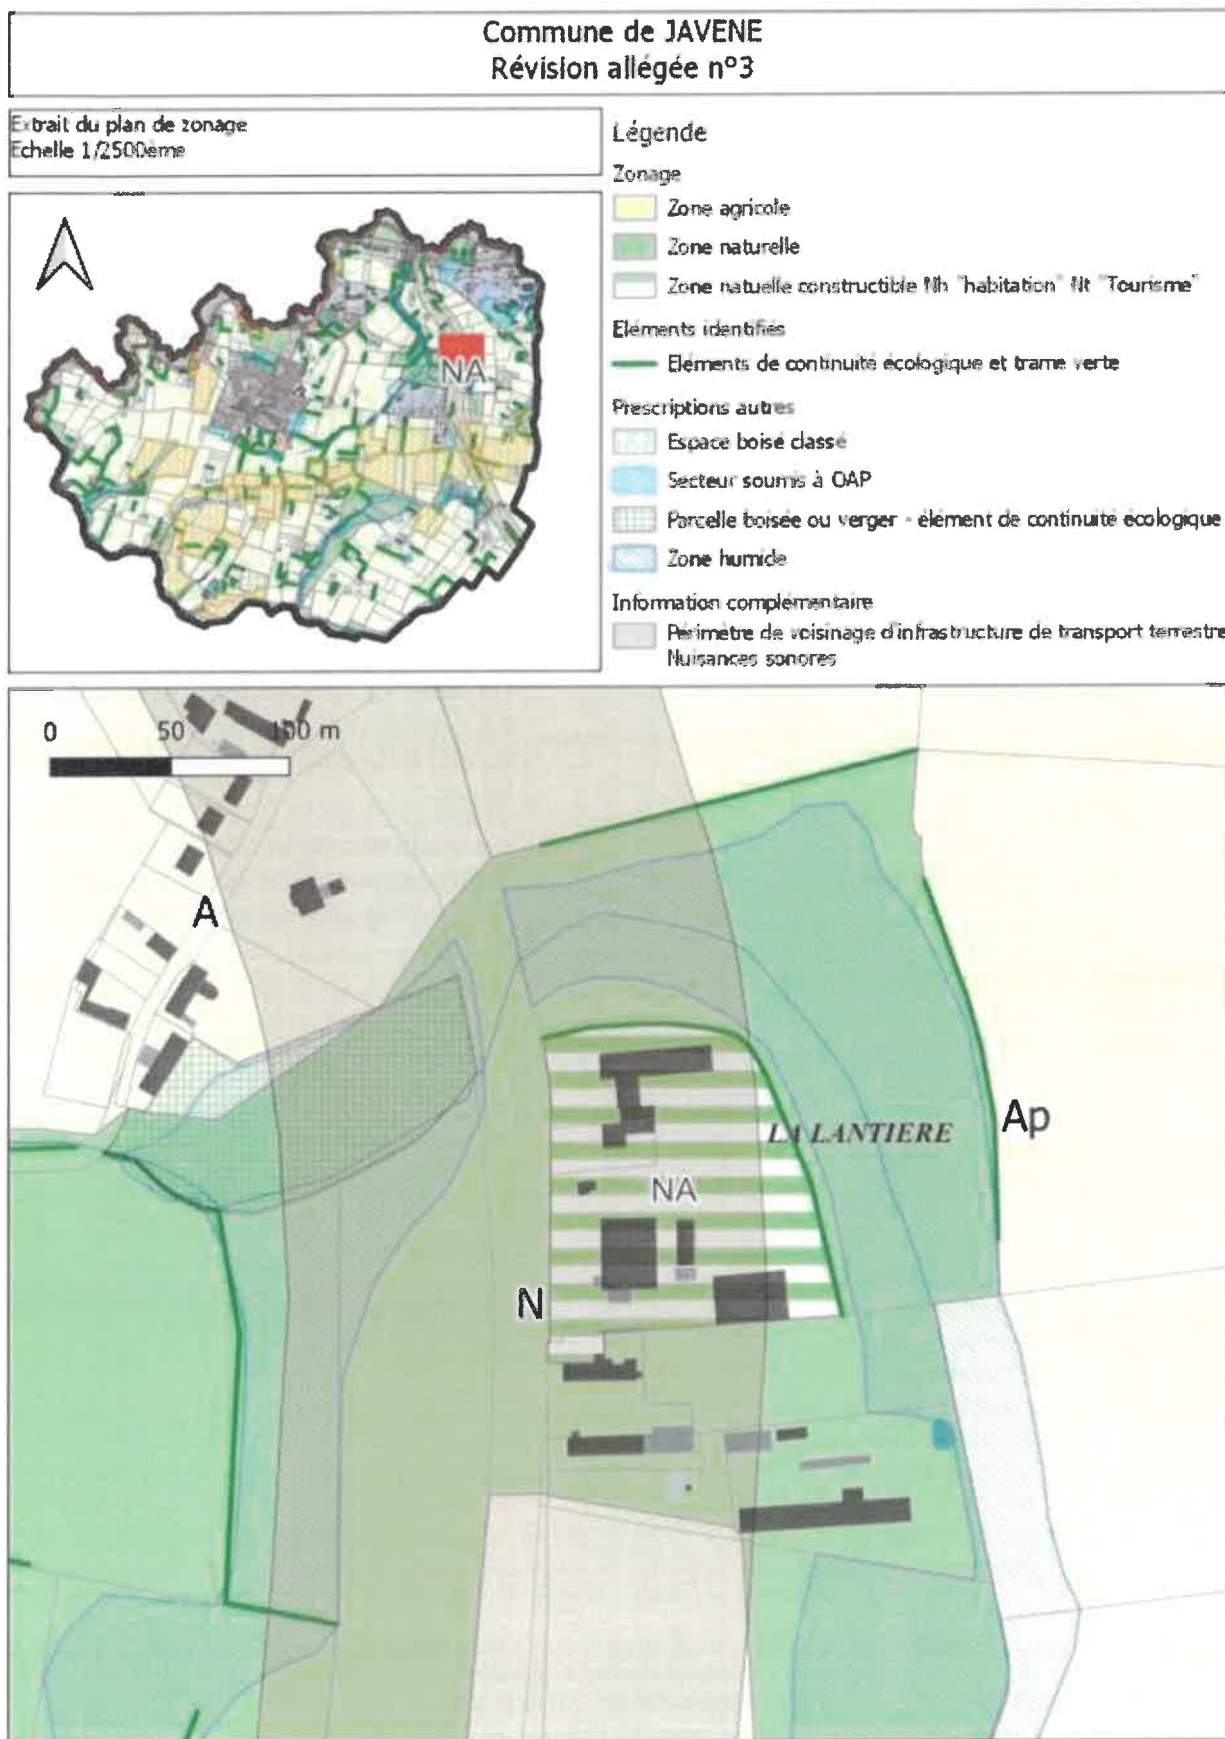 Commune de JAVENE
Révision allégée n°3
Extrait du plan de zonage
Echelle 1/2500ème
NA
Légende
Zonage
Zone agricole
Zone naturelle
Zone natuelle constructible Nh "habitation" Nt "Tourisme"
Eléments identifiés
Eléments de continuité écologique et trame verte
Prescriptions autres
Espace boisé classé
Secteur soumis à OAP
Parcelle boisée ou verger - élément de continuité écologique
Zone humide
Information complémentaire
Périmètre de voisinage d'infrastructure de transport terrestre
Nuisances sonores
0 50 100 m
A
Ap
LA LANTIERE
NA
N